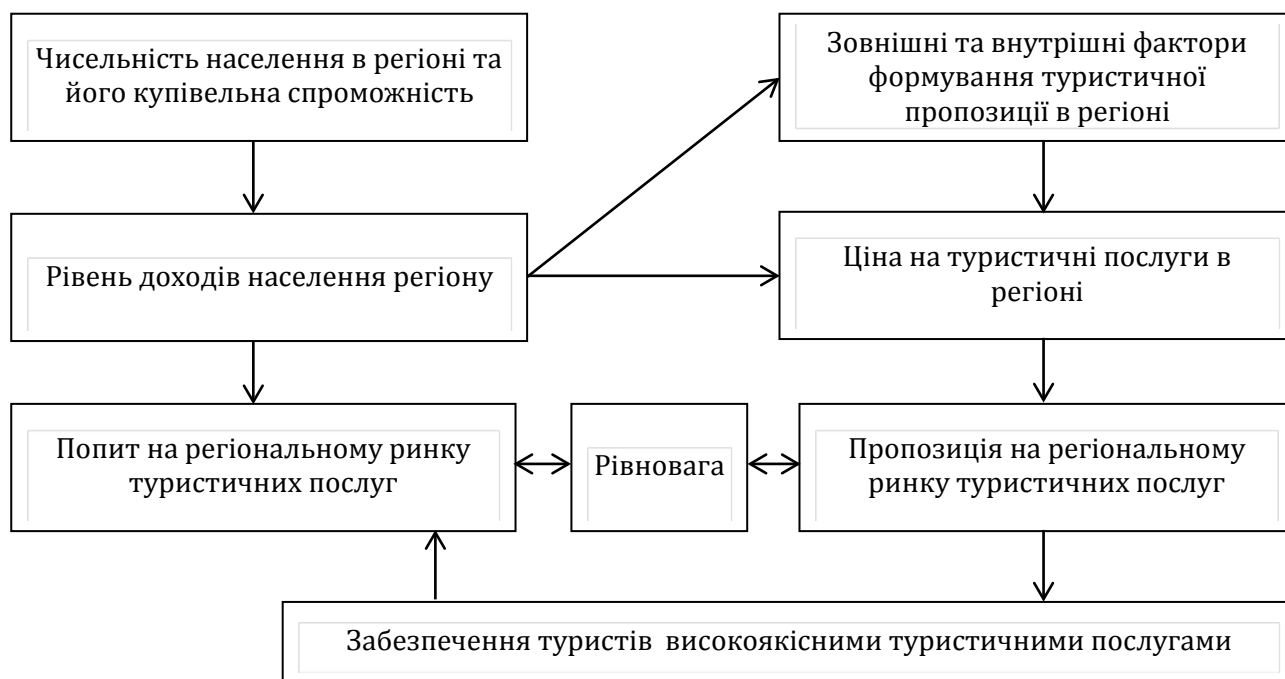 Чисельність населення в регіоні та
його купівельна спроможність
Зовнішні та внутрішні фактори
формування туристичної
пропозиції в регіоні
Рівень доходів населення регіону
Ціна на туристичні послуги в
регіоні
Попит на регіональному ринку
туристичних послуг
Рівновага
Пропозиція на регіональному
ринку туристичних послуг
Забезпечення туристів високоякісними туристичними послугами